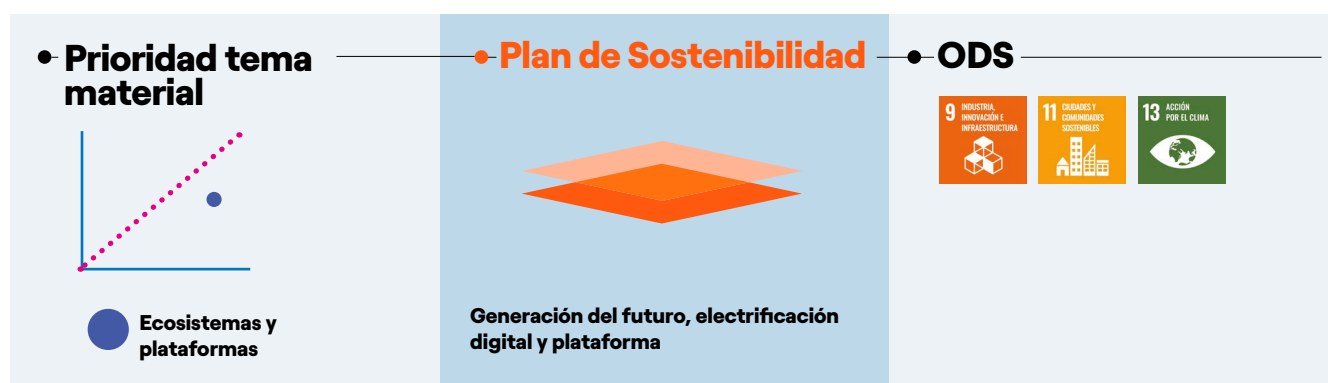 Prioridad tema
material
Ecosistemas y
plataformas
Plan de Sostenibilidad
Generación del futuro, electrificación
digital y plataforma
ODS
9 INDUSTRIA,
INNOVACIÓN E
INFRAESTRUCTURA
11 CIUDADES Y
COMUNIDADES
SOSTENIBLES
13 ACCIÓN
POR EL CLIMA